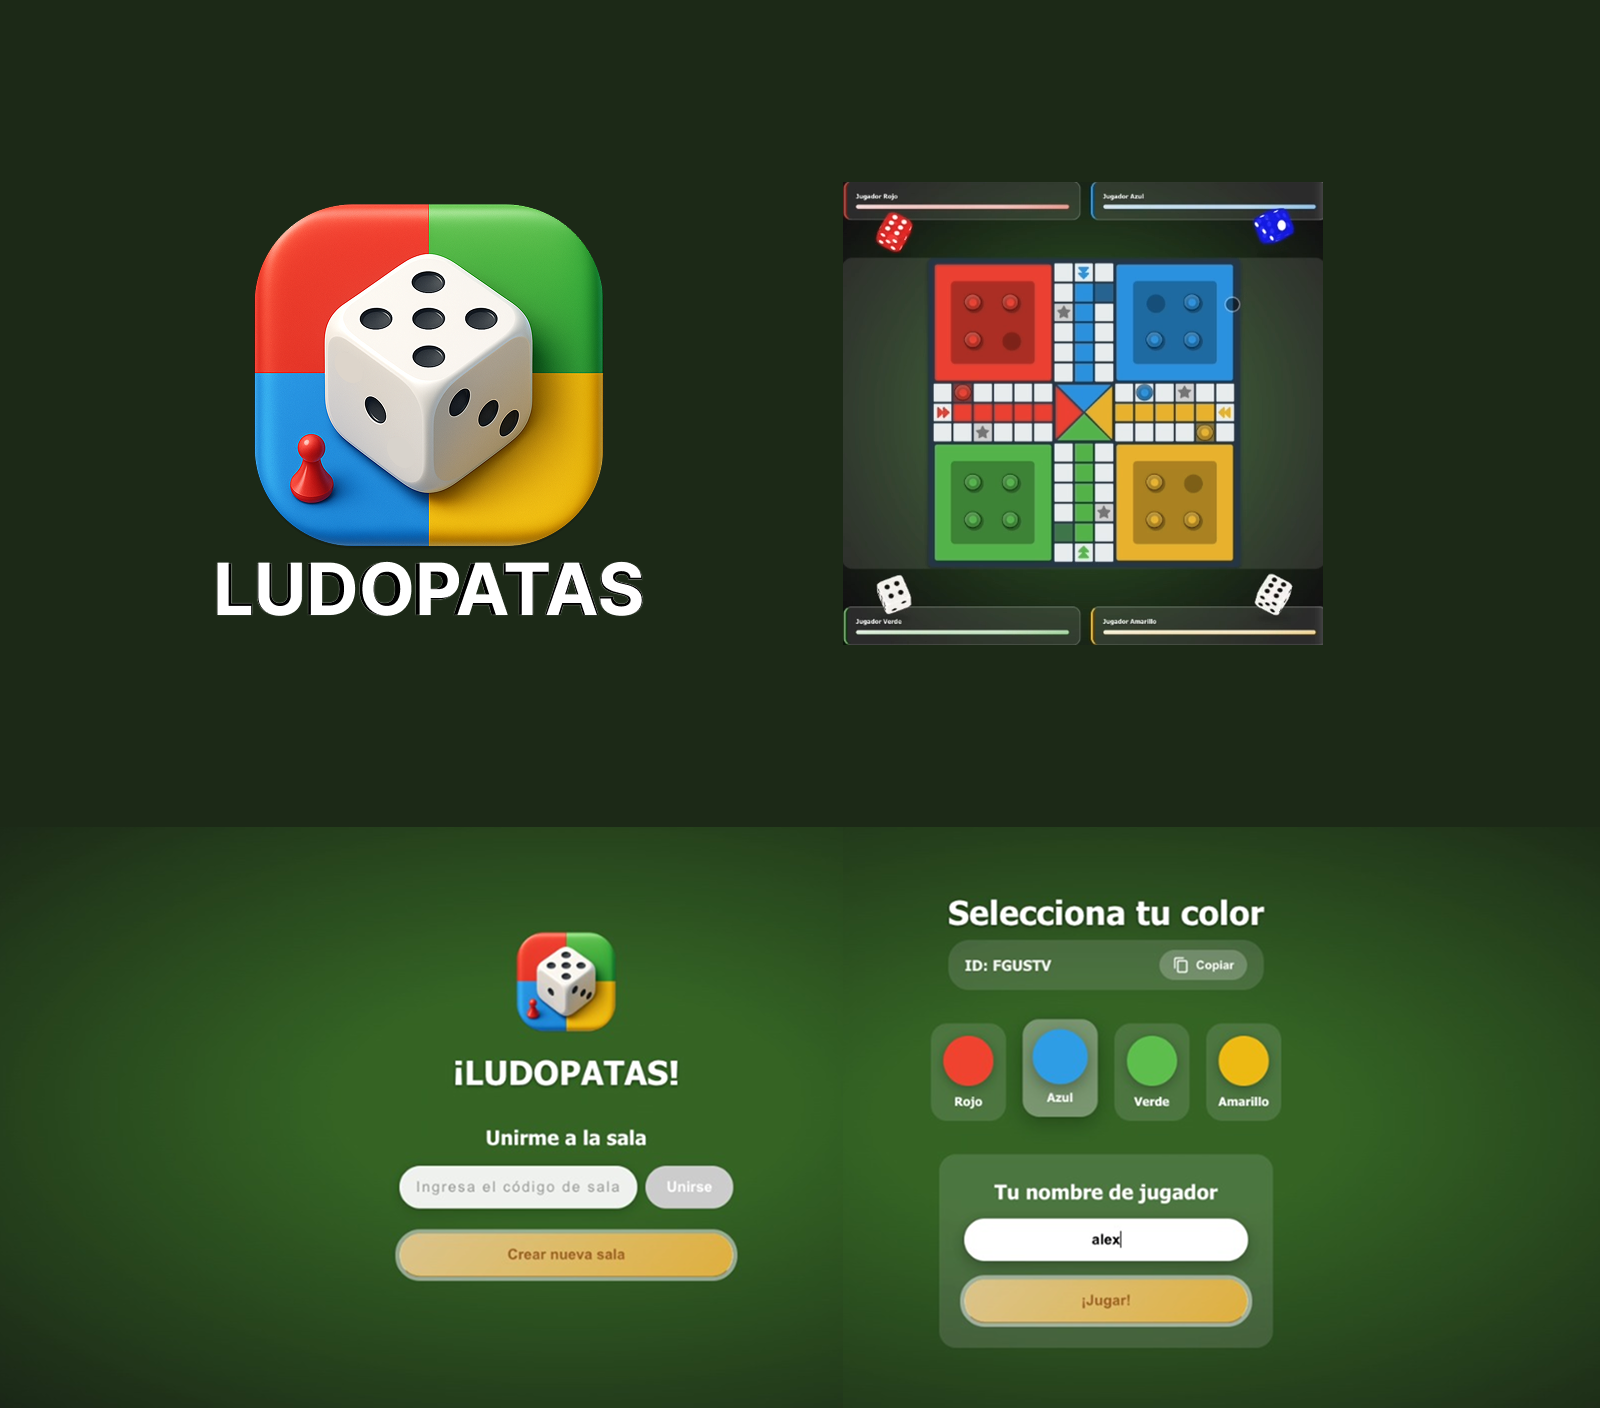 LUDOPATAS
Jugador Rojo
Jugador Azul
Jugador Verde
Jugador Amarillo
¡LUDOPATAS!
Unirme a la sala
Ingresa el código de sala
Unirse
Crear nueva sala
Selecciona tu color
ID: FGUSTV
Copiar
Rojo
Azul
Verde
Amarillo
Tu nombre de jugador
alex
¡Jugar!